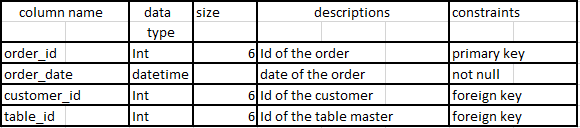 column name data type size descriptions constraints
order_id Int 6 Id of the order primary key
order_date datetime date of the order not null
customer_id Int 6 Id of the customer foreign key
table_id Int 6 Id of the table master foreign key